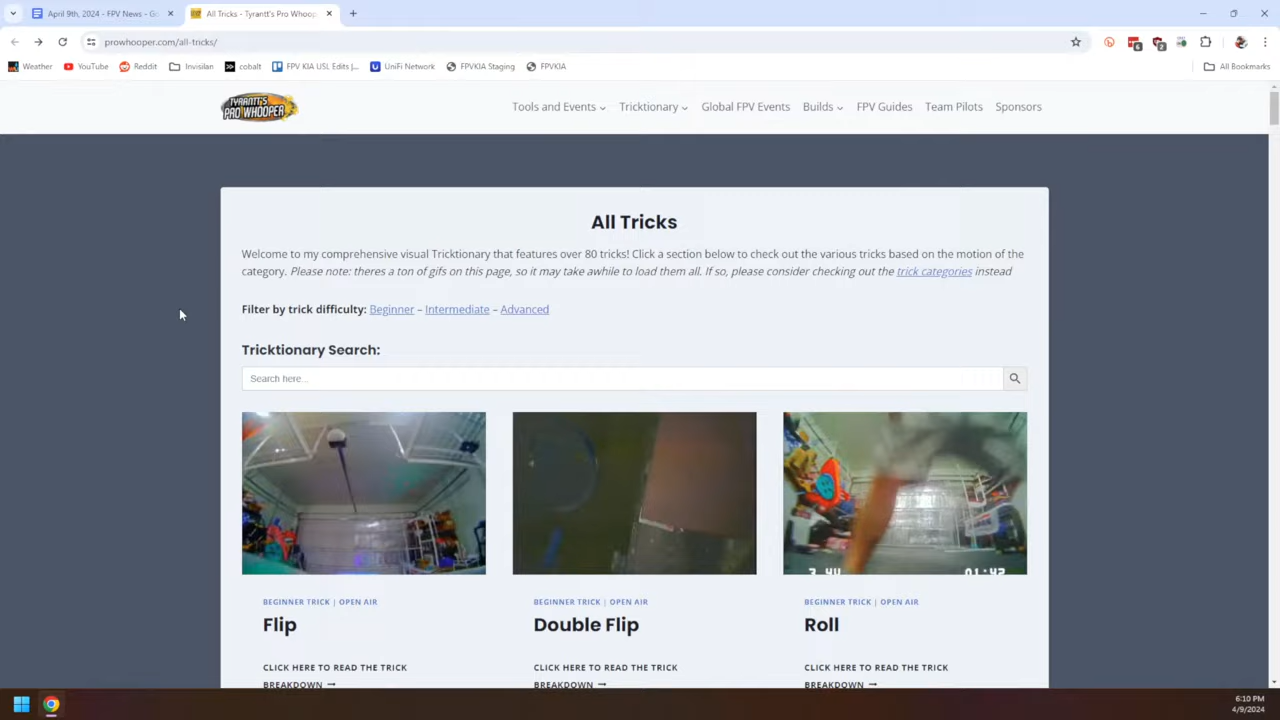 April 9th, 2024 - FPV News - Go
All Tricks - Tyrantt's Pro Whoop
prowhooper.com/all-tricks/
Weather
YouTube
Reddit
Invisilan
cobalt
FPV KIA USL Edits |...
UniFi Network
FPVKIA Staging
FPVKIA
All Bookmarks
TYRANTT'S
PRO WHOOPER
Tools and Events
Tricktionary
Global FPV Events
Builds
FPV Guides
Team Pilots
Sponsors
All Tricks
Welcome to my comprehensive visual Tricktionary that features over 80 tricks! Click a section below to check out the various tricks based on the motion of the
category. Please note: theres a ton of gifs on this page, so it may take awhile to load them all. If so, please consider checking out the trick categories instead
Filter by trick difficulty: Beginner – Intermediate – Advanced
Tricktionary Search:
Search here...
3.44 01:42
BEGINNER TRICK | OPEN AIR
Flip
CLICK HERE TO READ THE TRICK
BREAKDOWN →
BEGINNER TRICK | OPEN AIR
Double Flip
CLICK HERE TO READ THE TRICK
BREAKDOWN →
BEGINNER TRICK | OPEN AIR
Roll
CLICK HERE TO READ THE TRICK
BREAKDOWN →
6:10 PM
4/9/2024